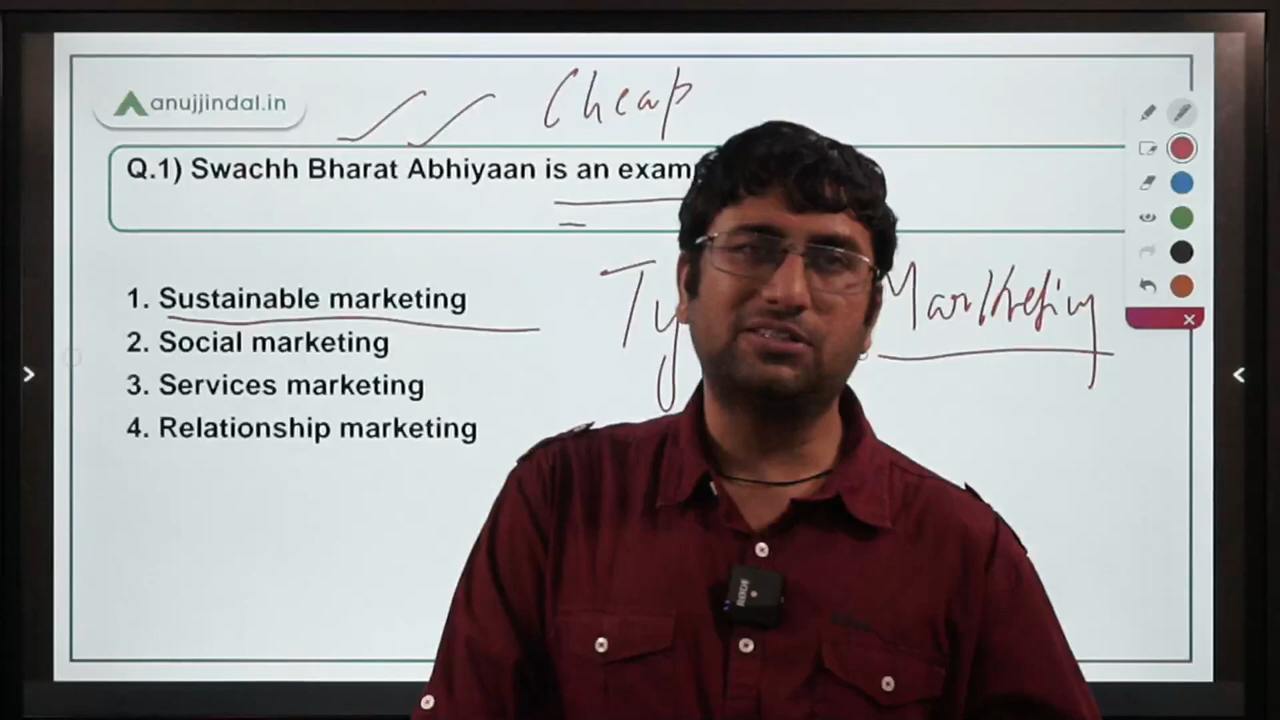 anujjindal.in
Cheap
Q.1) Swachh Bharat Abhiyaan is an exam
1. Sustainable marketing
2. Social marketing
3. Services marketing
4. Relationship marketing
Ty
Marketing
RØDE